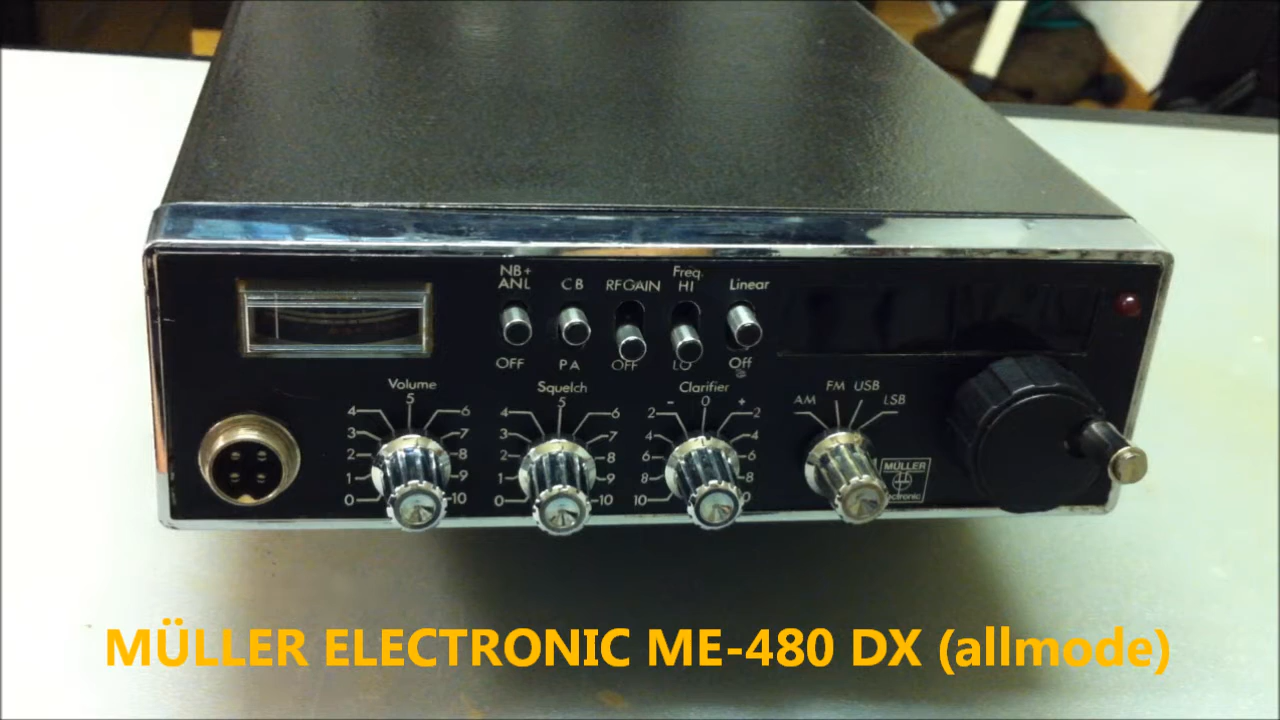 NB+
ANL
CB
RF GAIN
Freq.
HI
Linear
OFF
PA
OFF
LO
Off
Volume
5
4 6
3 7
2 8
1 9
0 10
Squelch
5
4 6
3 7
2 8
1 9
0 10
Clarifier
- 0 +
2 2
4 4
6 6
8 8
10
AM FM USB LSB
MÜLLER
MÜLLER ELECTRONIC ME-480 DX (allmode)